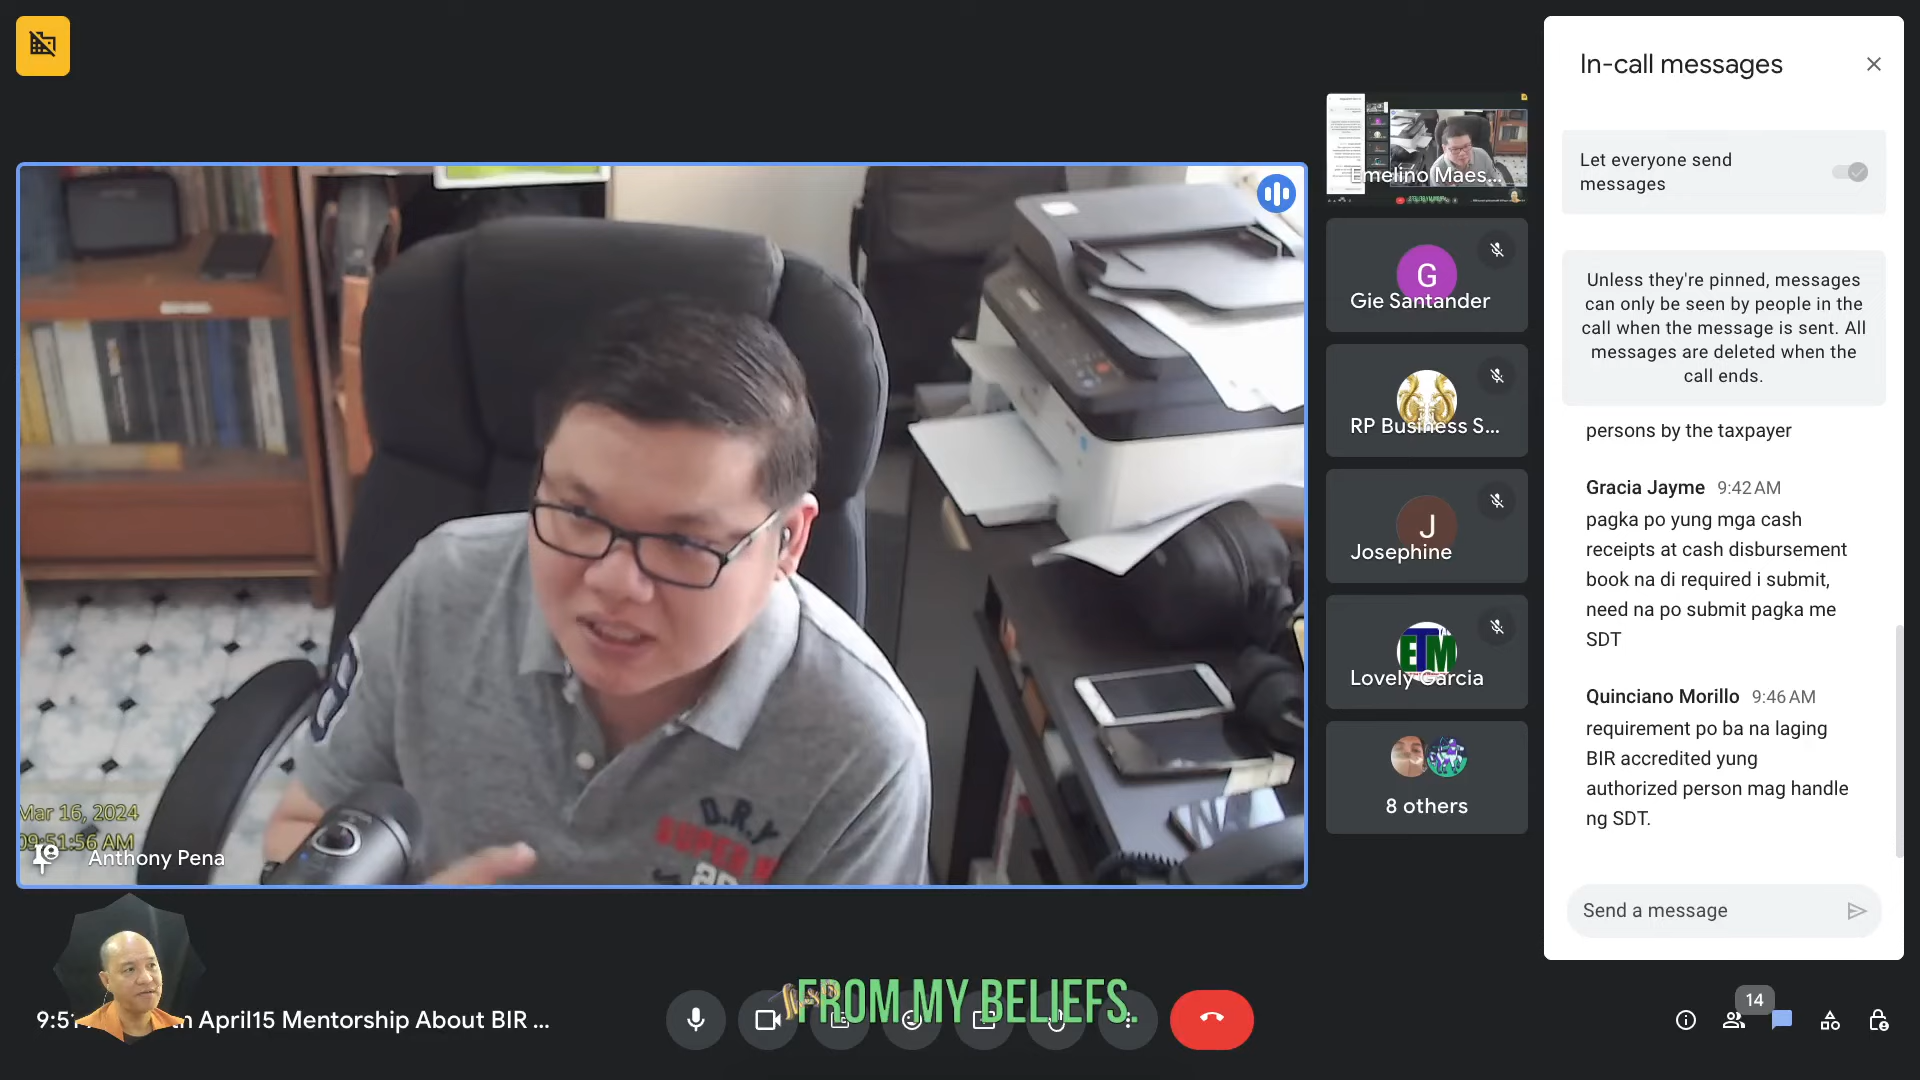 In-call messages
Let everyone send
messages
Unless they're pinned, messages
can only be seen by people in the
call when the message is sent. All
messages are deleted when the
call ends.
persons by the taxpayer
Gracia Jayme 9:42 AM
pagka po yung mga cash
receipts at cash disbursement
book na di required i submit,
need na po submit pagka me
SDT
Quinciano Morillo 9:46 AM
requirement po ba na laging
BIR accredited yung
authorized person mag handle
ng SDT.
Send a message
Emelino Maes...
G
Gie Santander
RP Business S...
J
Josephine
ETM
Lovely Garcia
8 others
Mar 16, 2024
09:51:56 AM
Anthony Pena
D.R.Y
FROM MY BELIEFS.
April15 Mentorship About BIR ...
14